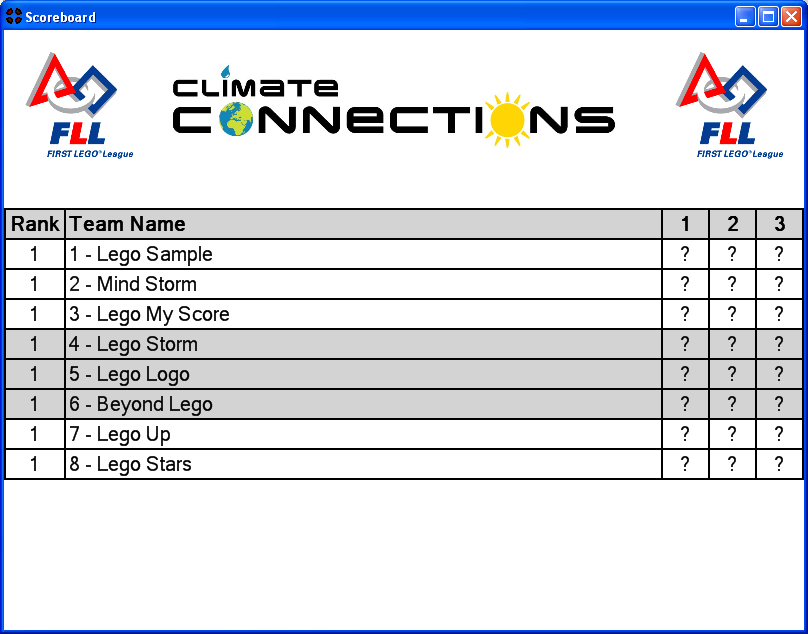 Scoreboard
CLIMATE
CONNECTIONS
FLL
FIRST LEGO® League
FLL
FIRST LEGO® League
Rank Team Name 1 2 3
1 1 - Lego Sample ? ? ?
1 2 - Mind Storm ? ? ?
1 3 - Lego My Score ? ? ?
1 4 - Lego Storm ? ? ?
1 5 - Lego Logo ? ? ?
1 6 - Beyond Lego ? ? ?
1 7 - Lego Up ? ? ?
1 8 - Lego Stars ? ? ?